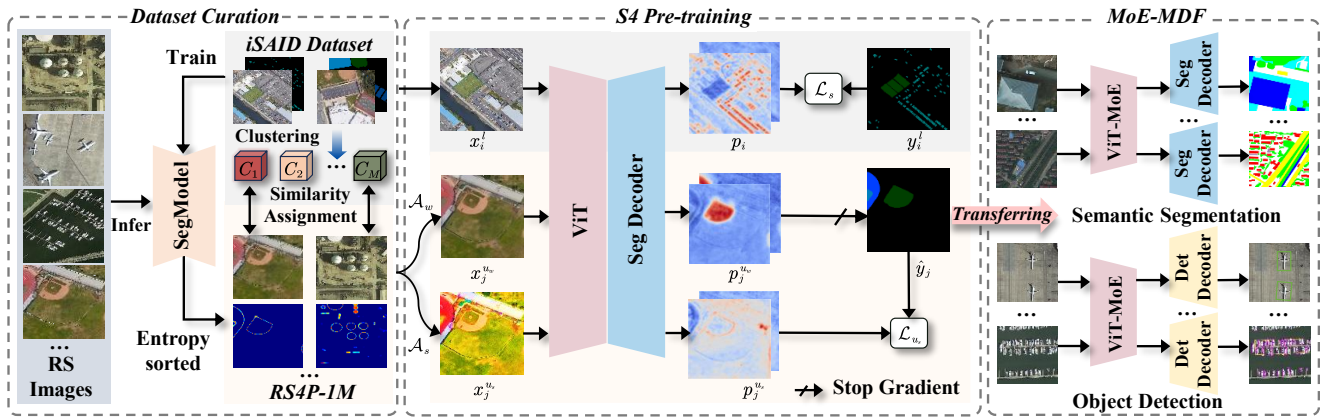 Dataset Curation
S4 Pre-training
MoE-MDF
Train
iSAID Dataset
Clustering
C_1
C_2
...
C_M
Similarity
Assignment
Infer
SegModel
Entropy
sorted
...
RS
Images
...
RS4P-1M
A_w
A_s
x_i^l
x_j^{u_w}
x_j^{u_s}
ViT
Seg Decoder
p_i
p_j^{u_w}
p_j^{u_s}
L_s
y_i^l
ŷ_j
L_{u_s}
Stop Gradient
Transferring
...
ViT-MoE
Seg
Decoder
...
Seg
Decoder
...
Semantic Segmentation
...
ViT-MoE
Det
Decoder
...
Det
Decoder
...
Object Detection